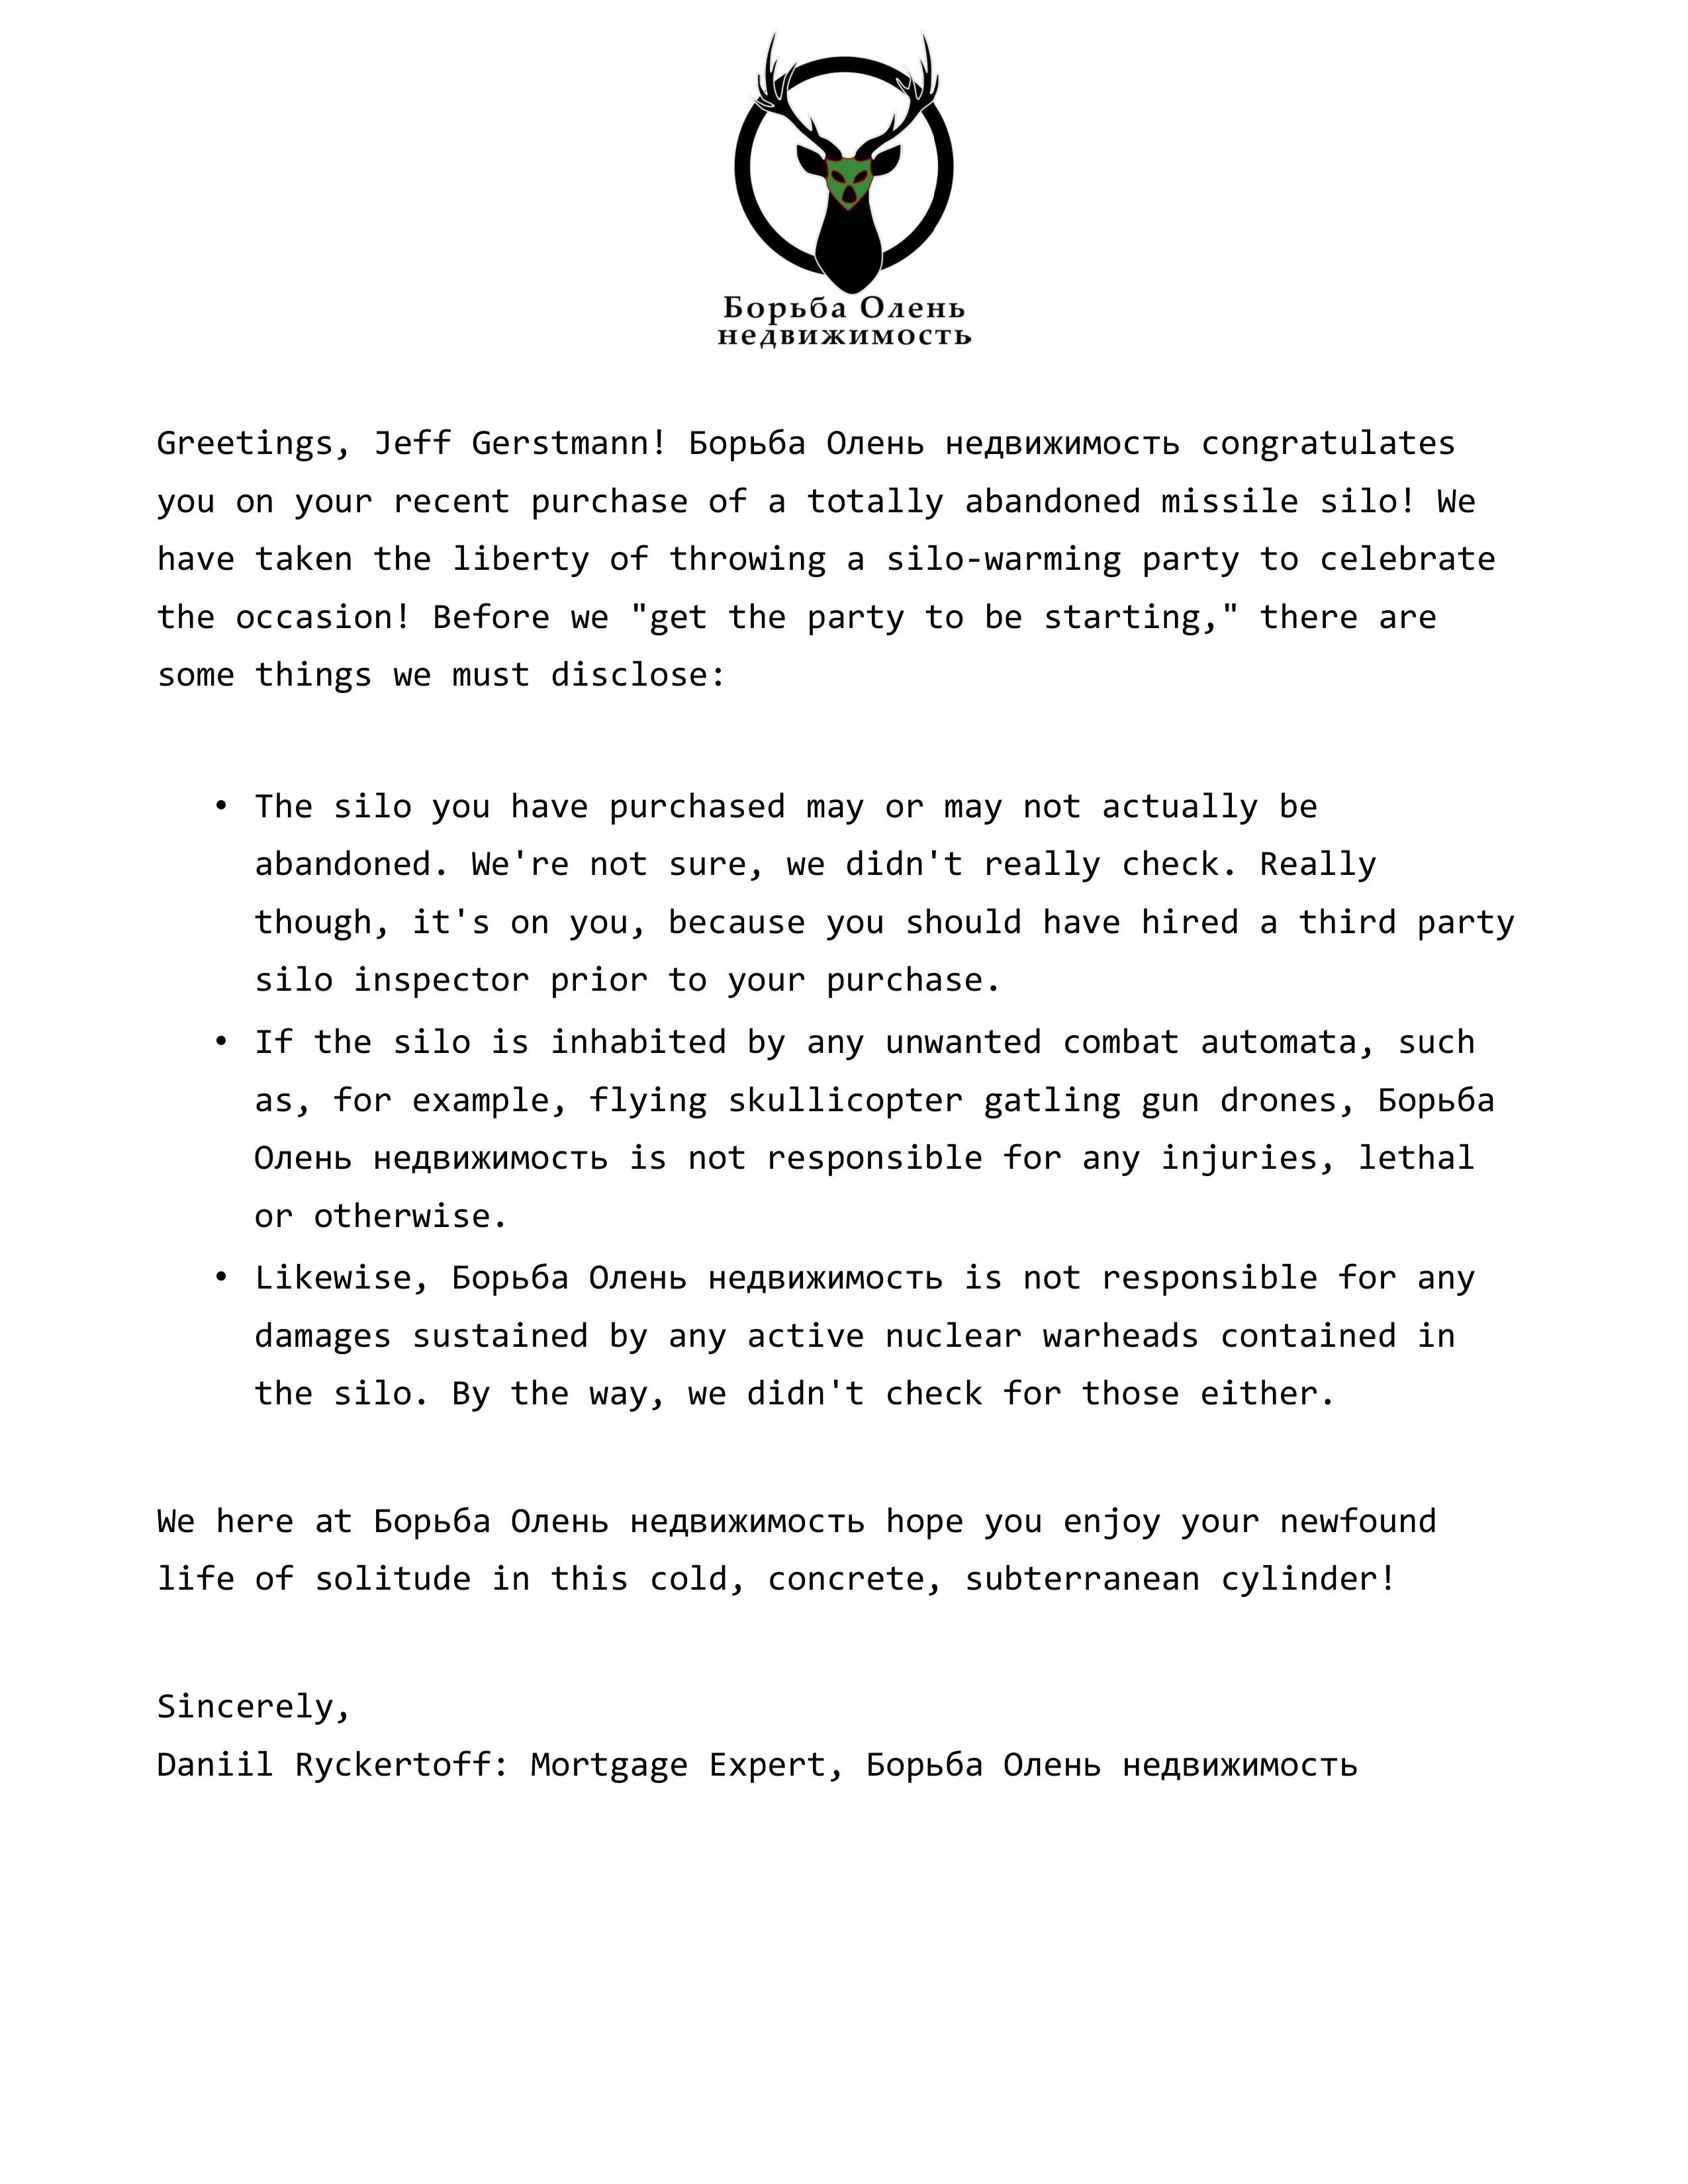 Борьба Олень
недвижимость
Greetings, Jeff Gerstmann! Борьба Олень недвижимость congratulates
you on your recent purchase of a totally abandoned missile silo! We
have taken the liberty of throwing a silo-warming party to celebrate
the occasion! Before we "get the party to be starting," there are
some things we must disclose:
• The silo you have purchased may or may not actually be
abandoned. We're not sure, we didn't really check. Really
though, it's on you, because you should have hired a third party
silo inspector prior to your purchase.
• If the silo is inhabited by any unwanted combat automata, such
as, for example, flying skullicopter gatling gun drones, Борьба
Олень недвижимость is not responsible for any injuries, lethal
or otherwise.
• Likewise, Борьба Олень недвижимость is not responsible for any
damages sustained by any active nuclear warheads contained in
the silo. By the way, we didn't check for those either.
We here at Борьба Олень недвижимость hope you enjoy your newfound
life of solitude in this cold, concrete, subterranean cylinder!
Sincerely,
Daniil Ryckertoff: Mortgage Expert, Борьба Олень недвижимость